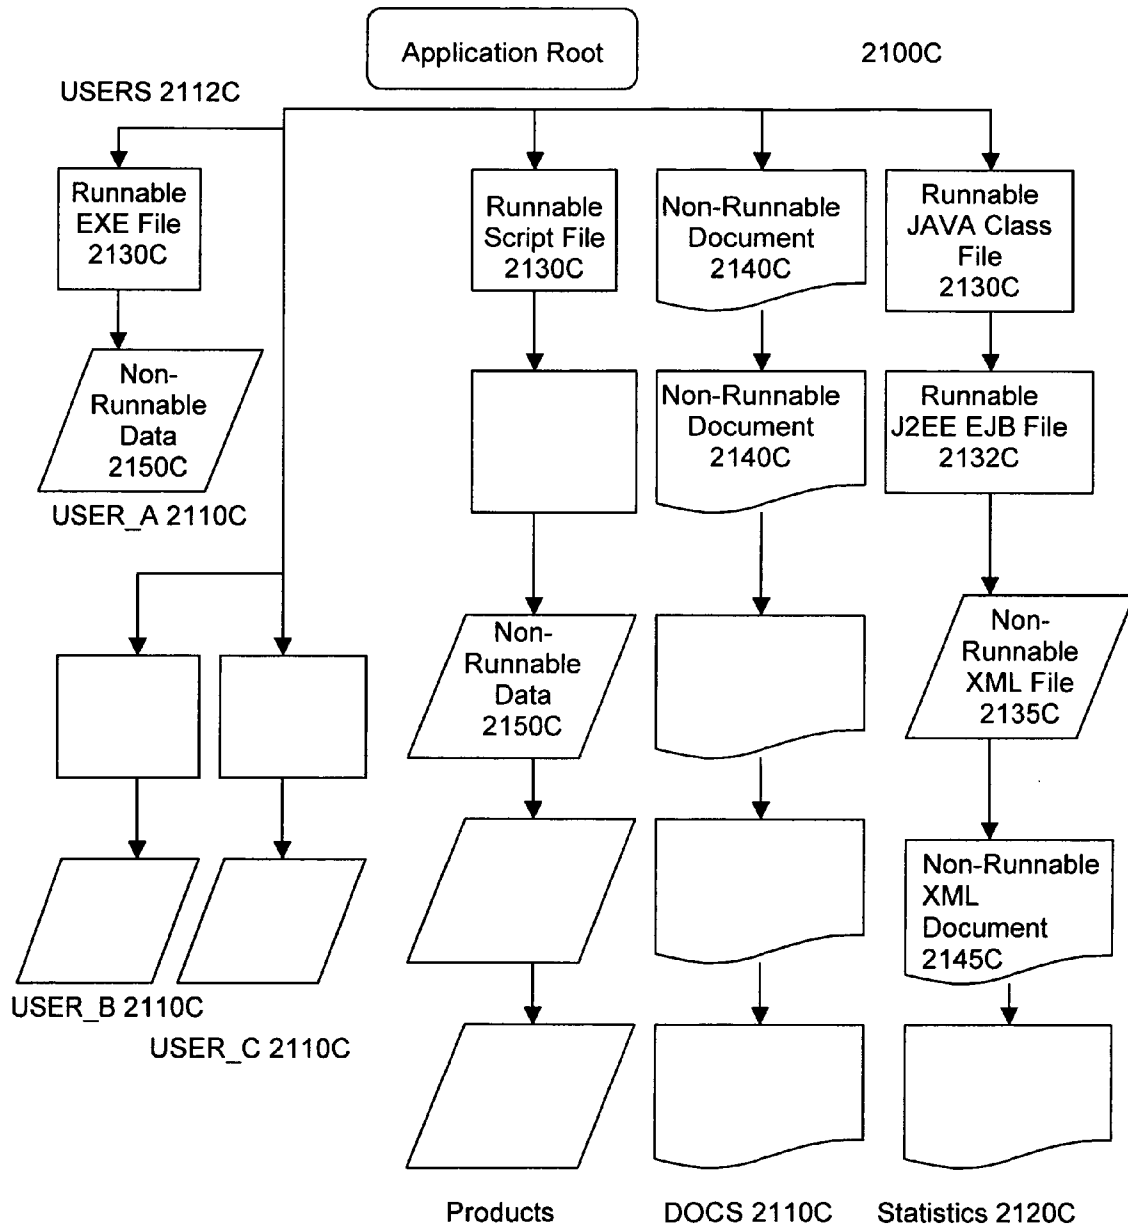 Application Root
2100C
USERS 2112C
Runnable
EXE File
2130C
Runnable
Script File
2130C
Non-Runnable
Document
2140C
Runnable
JAVA Class
File
2130C
Non-
Runnable
Data
2150C
USER_A 2110C
Non-Runnable
Document
2140C
Runnable
J2EE EJB File
2132C
Non-
Runnable
Data
2150C
Non-
Runnable
XML File
2135C
Non-Runnable
XML
Document
2145C
USER_B 2110C
USER_C 2110C
Products
DOCS 2110C
Statistics 2120C